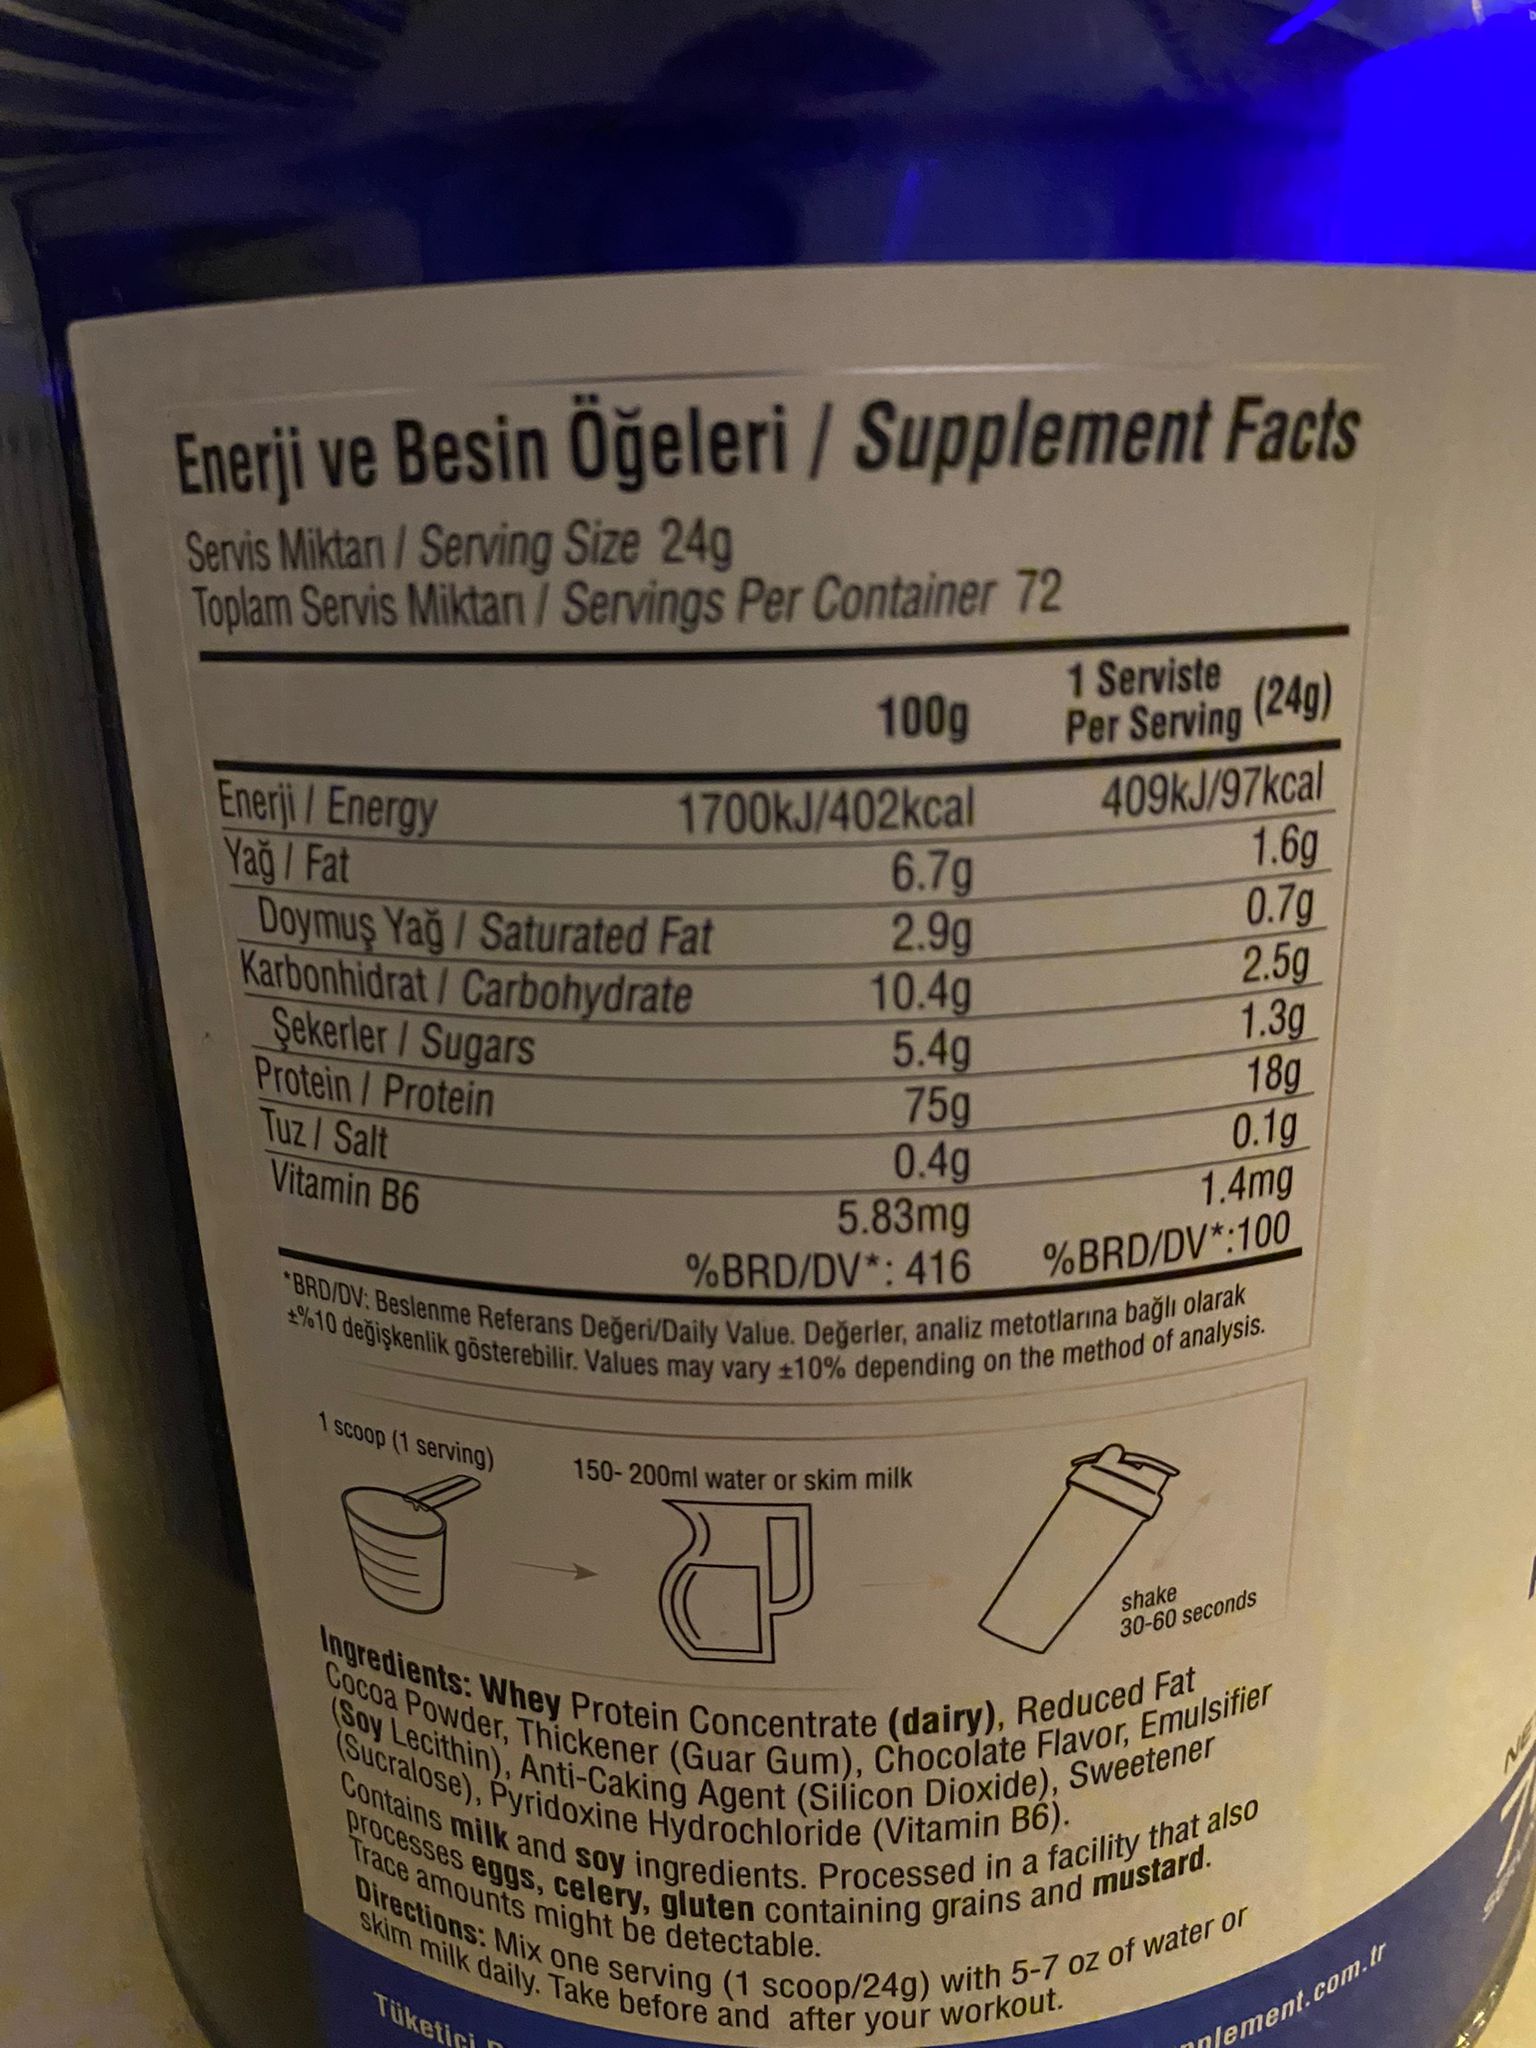 Enerji ve Besin Öğeleri / Supplement Facts
Servis Miktarı / Serving Size 24g
Toplam Servis Miktarı / Servings Per Container 72
100g 1 Serviste Per Serving (24g)
Enerji / Energy 1700kJ/402kcal 409kJ/97kcal
Yağ / Fat 6.7g 1.6g
Doymuş Yağ / Saturated Fat 2.9g 0.7g
Karbonhidrat / Carbohydrate 10.4g 2.5g
Şekerler / Sugars 5.4g 1.3g
Protein / Protein 75g 18g
Tuz / Salt 0.4g 0.1g
Vitamin B6 5.83mg 1.4mg
%BRD/DV*: 416 %BRD/DV*:100
*BRD/DV: Beslenme Referans Değeri/Daily Value. Değerler, analiz metotlarına bağlı olarak
±%10 değişkenlik gösterebilir. Values may vary ±10% depending on the method of analysis.
1 scoop (1 serving)
150- 200ml water or skim milk
shake
30-60 seconds
Ingredients: Whey Protein Concentrate (dairy), Reduced Fat
Cocoa Powder, Thickener (Guar Gum), Chocolate Flavor, Emulsifier
(Soy Lecithin), Anti-Caking Agent (Silicon Dioxide), Sweetener
(Sucralose), Pyridoxine Hydrochloride (Vitamin B6).
Contains milk and soy ingredients. Processed in a facility that also
processes eggs, celery, gluten containing grains and mustard.
Trace amounts might be detectable.
Directions: Mix one serving (1 scoop/24g) with 5-7 oz of water or
skim milk daily. Take before and after your workout.
Tüketici